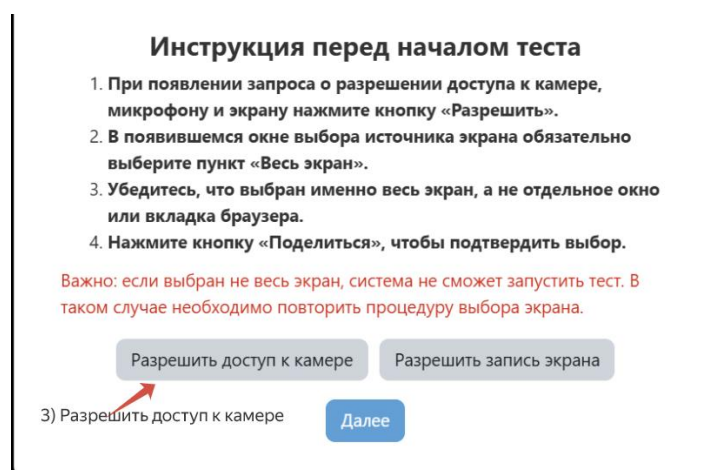 Инструкция перед началом теста
1. При появлении запроса о разрешении доступа к камере,
микрофону и экрану нажмите кнопку «Разрешить».
2. В появившемся окне выбора источника экрана обязательно
выберите пункт «Весь экран».
3. Убедитесь, что выбран именно весь экран, а не отдельное окно
или вкладка браузера.
4. Нажмите кнопку «Поделиться», чтобы подтвердить выбор.
Важно: если выбран не весь экран, система не сможет запустить тест. В
таком случае необходимо повторить процедуру выбора экрана.
Разрешить доступ к камере
Разрешить запись экрана
3) Разрешить доступ к камере
Далее